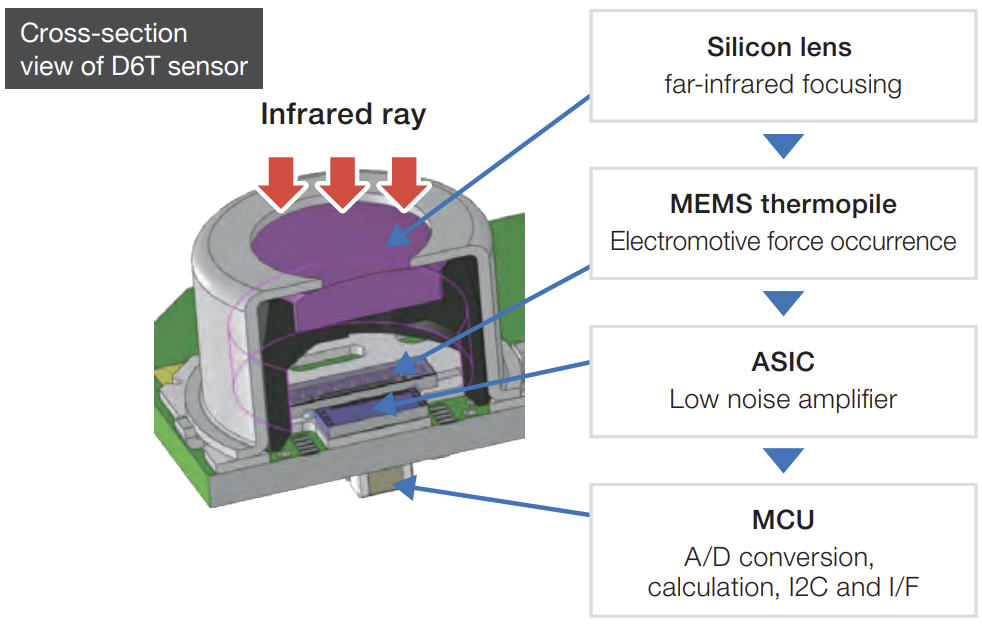 Cross-section
view of D6T sensor
Infrared ray
Silicon lens
far-infrared focusing
MEMS thermopile
Electromotive force occurrence
ASIC
Low noise amplifier
MCU
A/D conversion,
calculation, I2C and I/F